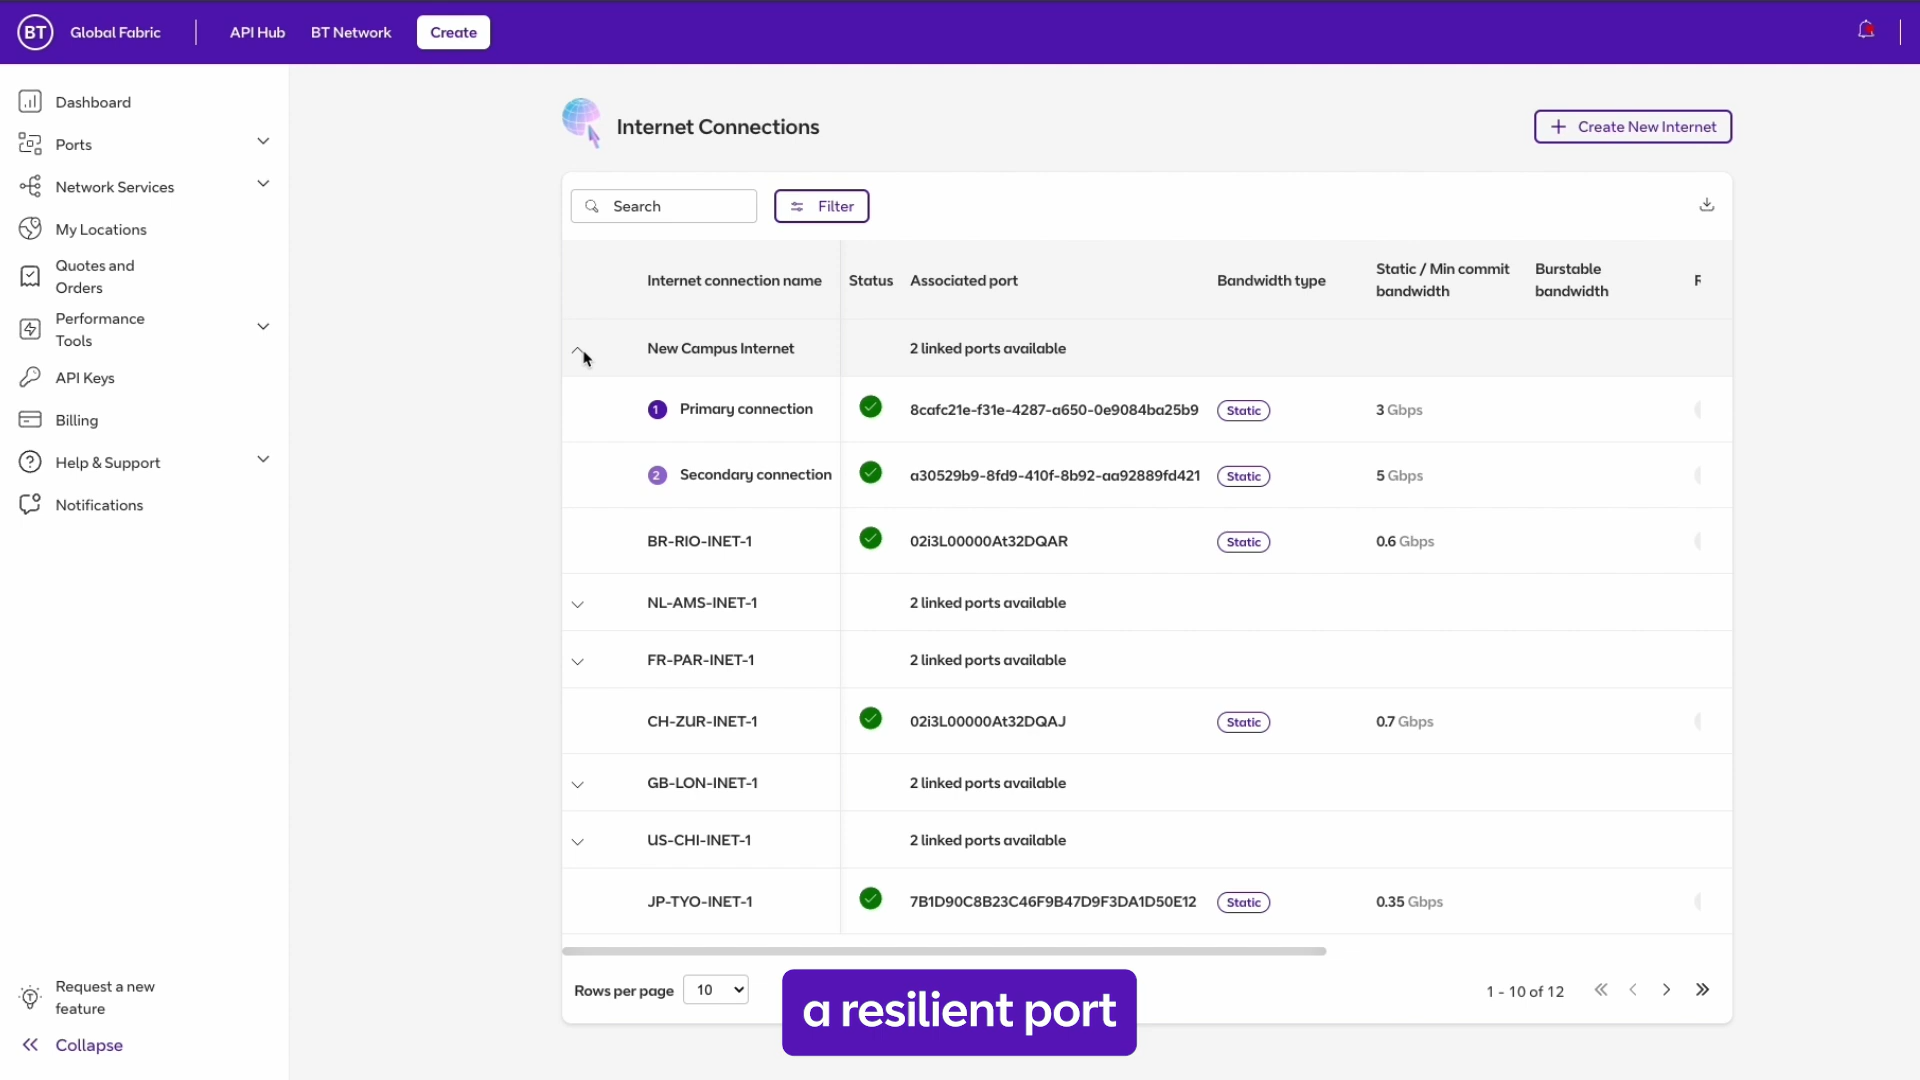 BT
Global Fabric
API Hub
BT Network
Create
Dashboard
Ports
Network Services
My Locations
Quotes and
Orders
Performance
Tools
API Keys
Billing
Help & Support
Notifications
Request a new
feature
Collapse
Internet Connections
Create New Internet
Search
Filter
Internet connection name
Status
Associated port
Bandwidth type
Static / Min commit
bandwidth
Burstable
bandwidth
New Campus Internet
2 linked ports available
1
Primary connection
8cafc21e-f31e-4287-a650-0e9084ba25b9
Static
3 Gbps
2
Secondary connection
a30529b9-8fd9-410f-8b92-aa92889fd421
Static
5 Gbps
BR-RIO-INET-1
02i3L00000At32DQAR
Static
0.6 Gbps
NL-AMS-INET-1
2 linked ports available
FR-PAR-INET-1
2 linked ports available
CH-ZUR-INET-1
02i3L00000At32DQAJ
Static
0.7 Gbps
GB-LON-INET-1
2 linked ports available
US-CHI-INET-1
2 linked ports available
JP-TYO-INET-1
7B1D90C8B23C46F9B47D9F3DA1D50E12
Static
0.35 Gbps
Rows per page
10
1 - 10 of 12
a resilient port